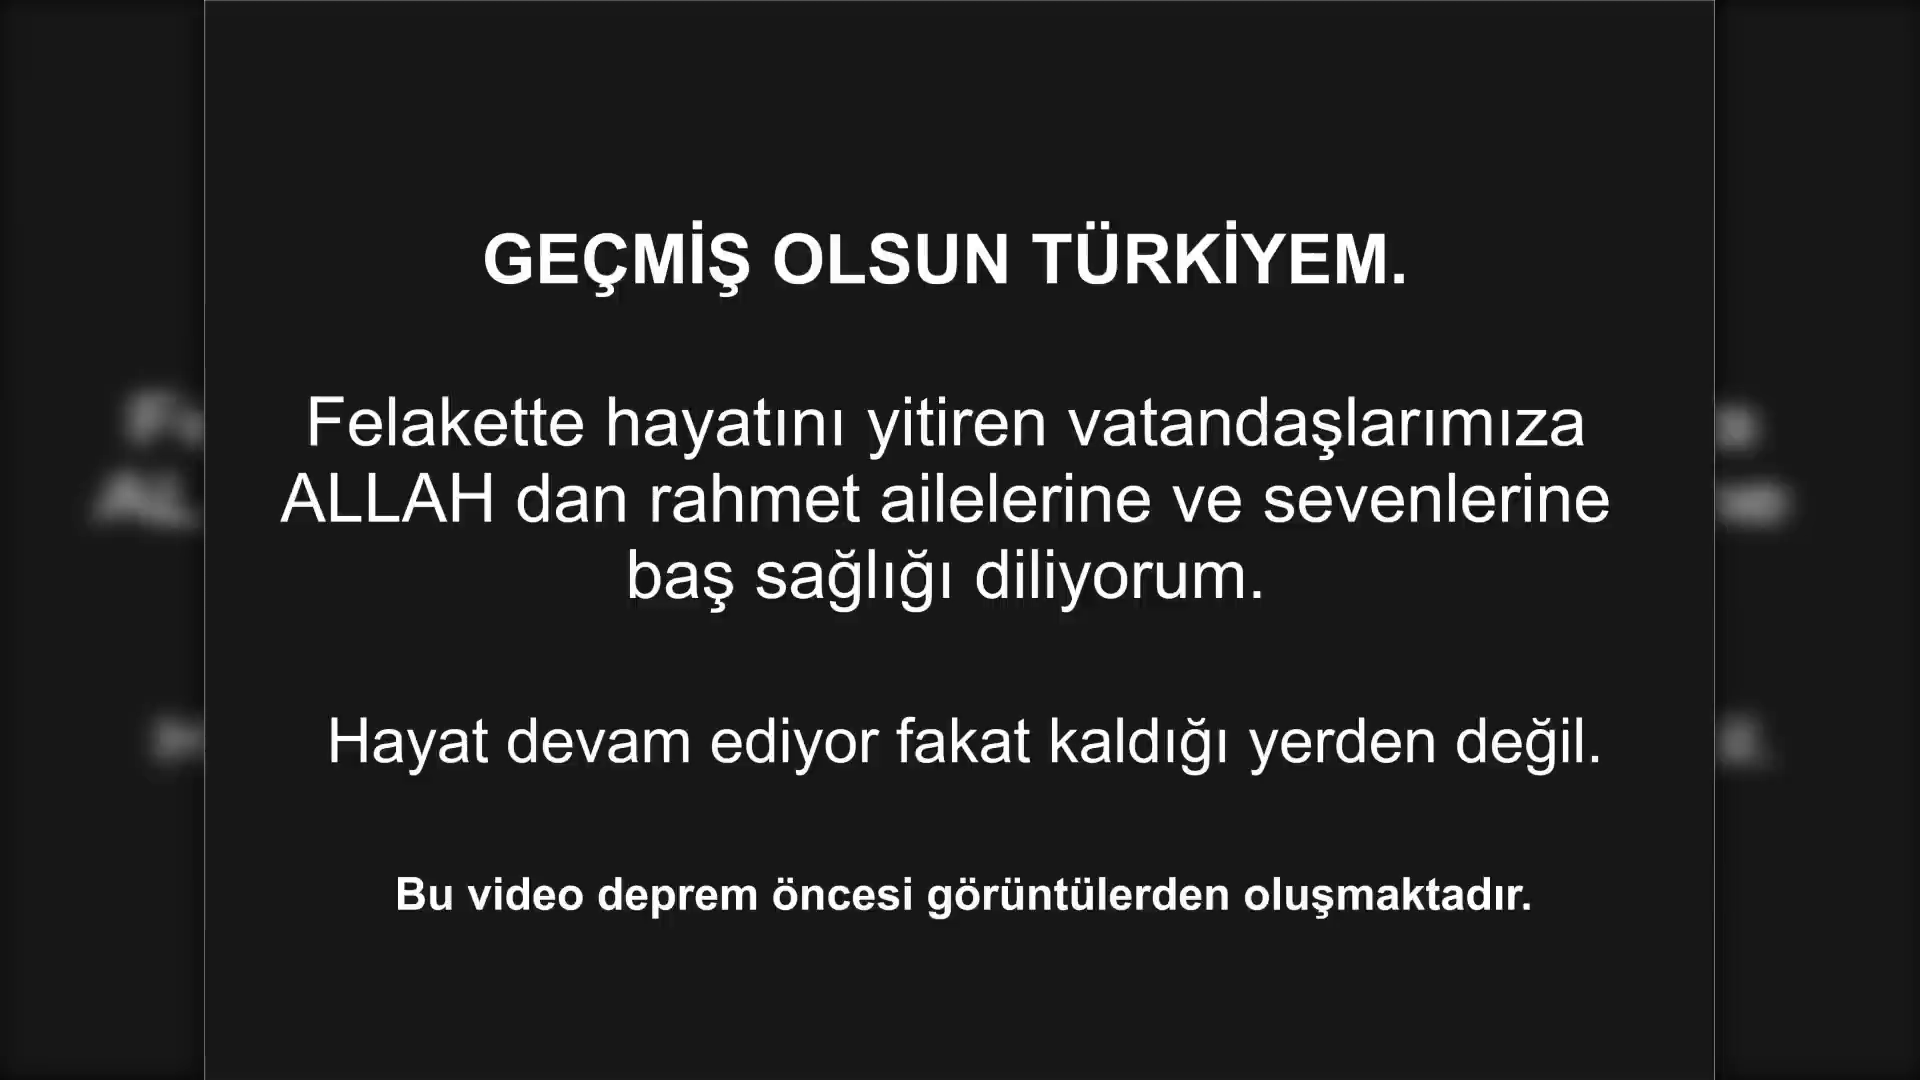 GEÇMİŞ OLSUN TÜRKİYEM.
Felakette hayatını yitiren vatandaşlarımıza
ALLAH dan rahmet ailelerine ve sevenlerine
baş sağlığı diliyorum.
Hayat devam ediyor fakat kaldığı yerden değil.
Bu video deprem öncesi görüntülerden oluşmaktadır.